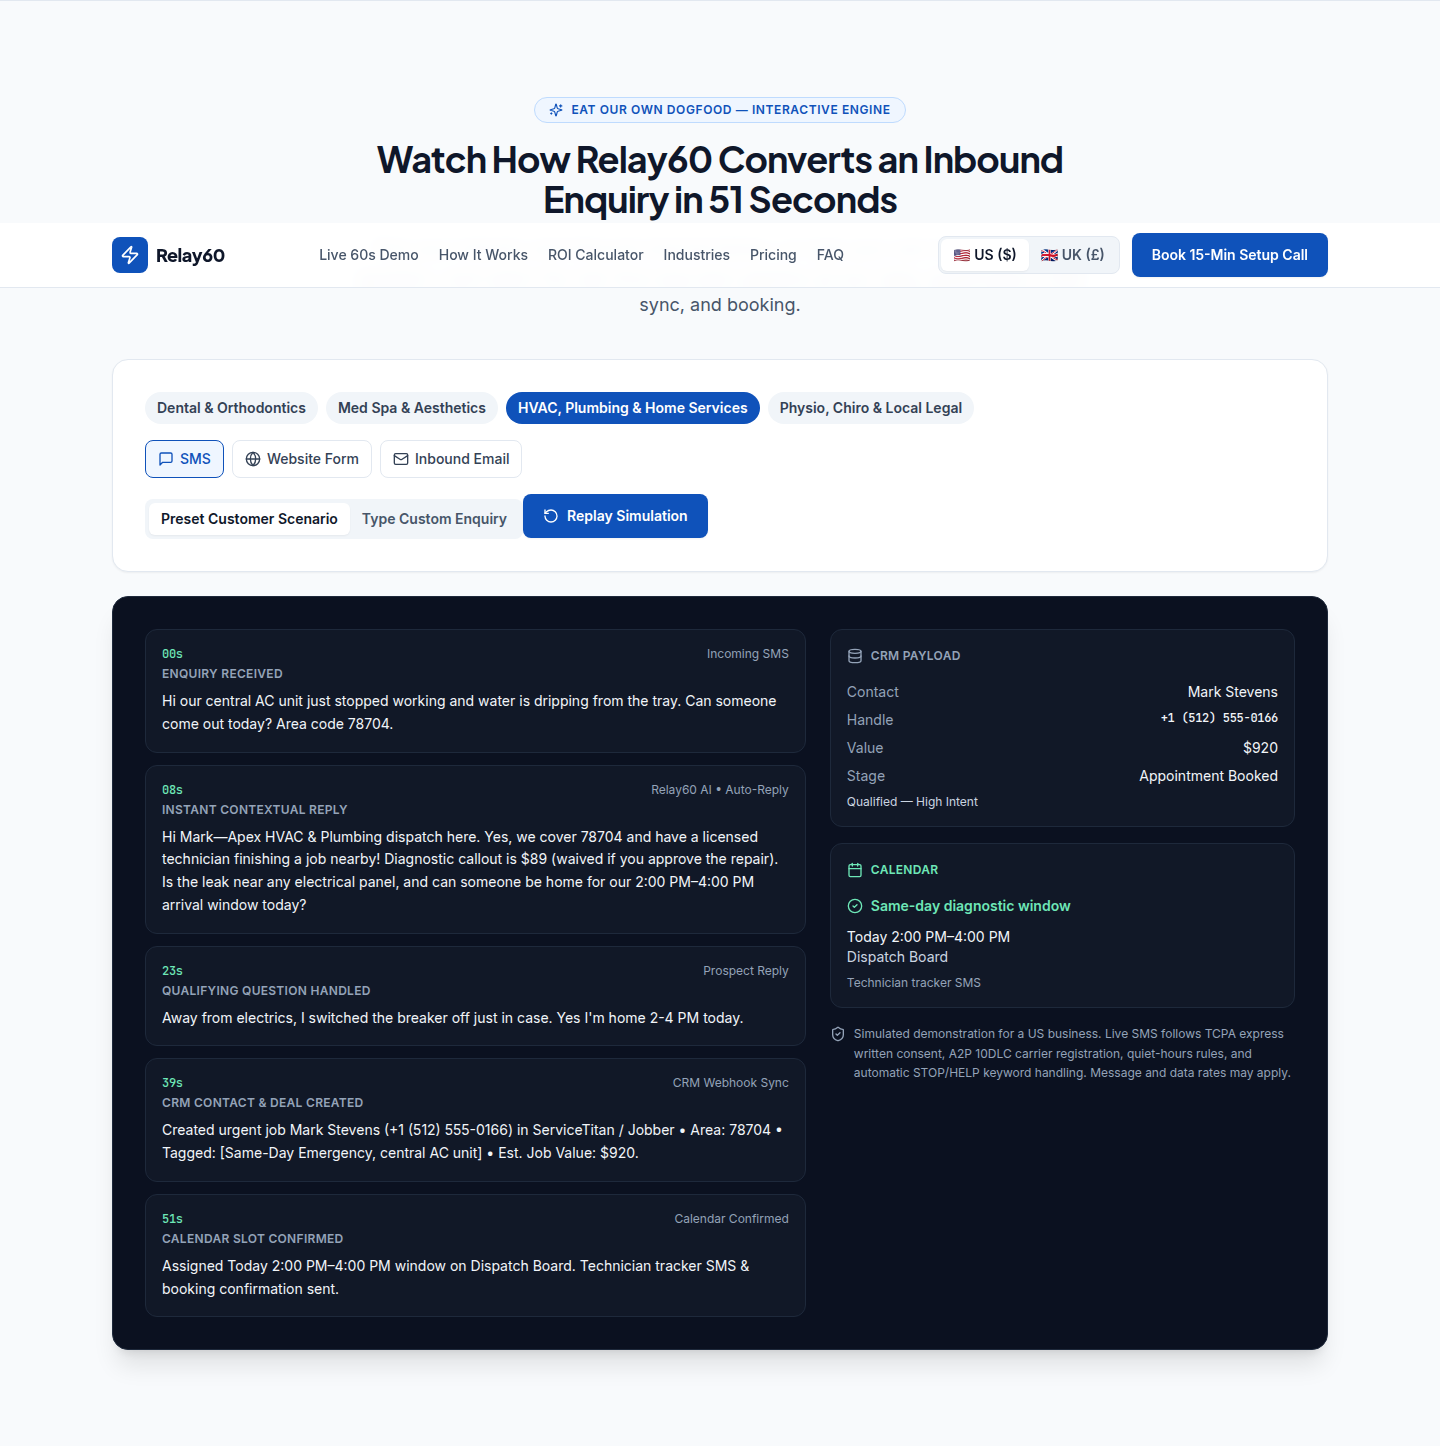 EAT OUR OWN DOGFOOD — INTERACTIVE ENGINE
Watch How Relay60 Converts an Inbound
Enquiry in 51 Seconds
Relay60
Live 60s Demo
How It Works
ROI Calculator
Industries
Pricing
FAQ
🇺🇸 US ($)
🇬🇧 UK (£)
Book 15-Min Setup Call
sync, and booking.
Dental & Orthodontics
Med Spa & Aesthetics
HVAC, Plumbing & Home Services
Physio, Chiro & Local Legal
SMS
Website Form
Inbound Email
Preset Customer Scenario
Type Custom Enquiry
Replay Simulation
00s
Incoming SMS
ENQUIRY RECEIVED
Hi our central AC unit just stopped working and water is dripping from the tray. Can someone
come out today? Area code 78704.
08s
Relay60 AI • Auto-Reply
INSTANT CONTEXTUAL REPLY
Hi Mark—Apex HVAC & Plumbing dispatch here. Yes, we cover 78704 and have a licensed
technician finishing a job nearby! Diagnostic callout is $89 (waived if you approve the repair).
Is the leak near any electrical panel, and can someone be home for our 2:00 PM–4:00 PM
arrival window today?
23s
Prospect Reply
QUALIFYING QUESTION HANDLED
Away from electrics, I switched the breaker off just in case. Yes I'm home 2-4 PM today.
39s
CRM Webhook Sync
CRM CONTACT & DEAL CREATED
Created urgent job Mark Stevens (+1 (512) 555-0166) in ServiceTitan / Jobber • Area: 78704 •
Tagged: [Same-Day Emergency, central AC unit] • Est. Job Value: $920.
51s
Calendar Confirmed
CALENDAR SLOT CONFIRMED
Assigned Today 2:00 PM–4:00 PM window on Dispatch Board. Technician tracker SMS &
booking confirmation sent.
CRM PAYLOAD
Contact
Mark Stevens
Handle
+1 (512) 555-0166
Value
$920
Stage
Appointment Booked
Qualified — High Intent
CALENDAR
Same-day diagnostic window
Today 2:00 PM–4:00 PM
Dispatch Board
Technician tracker SMS
Simulated demonstration for a US business. Live SMS follows TCPA express
written consent, A2P 10DLC carrier registration, quiet-hours rules, and
automatic STOP/HELP keyword handling. Message and data rates may apply.